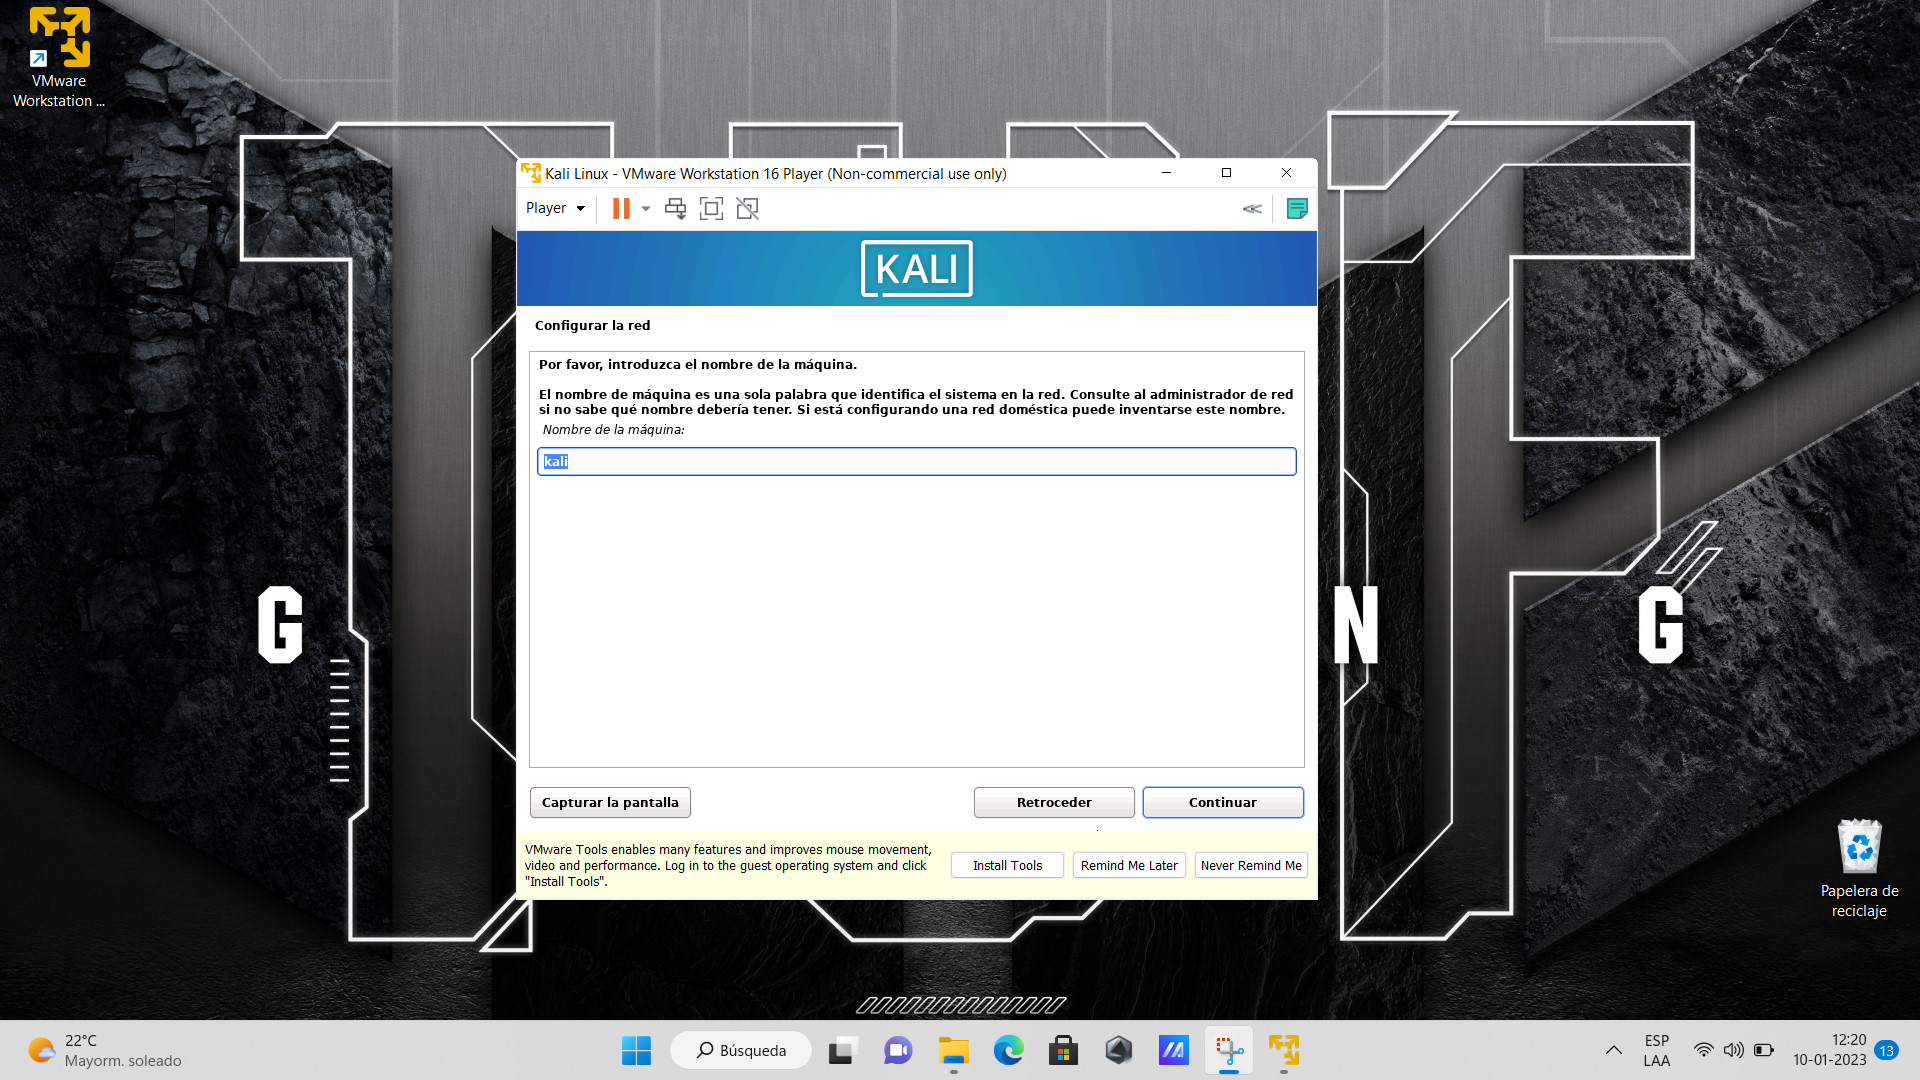 VMware
Workstation ...
Kali Linux - VMware Workstation 16 Player (Non-commercial use only)
Player
KALI
Configurar la red
Por favor, introduzca el nombre de la máquina.
El nombre de máquina es una sola palabra que identifica el sistema en la red. Consulte al administrador de red
si no sabe qué nombre debería tener. Si está configurando una red doméstica puede inventarse este nombre.
Nombre de la máquina:
kali
G
N
G
Capturar la pantalla
Retroceder
Continuar
VMware Tools enables many features and improves mouse movement,
video and performance. Log in to the guest operating system and click
"Install Tools".
Install Tools
Remind Me Later
Never Remind Me
Papelera de
reciclaje
22°C
Mayorm. soleado
Búsqueda
ESP
LAA
12:20
10-01-2023
13